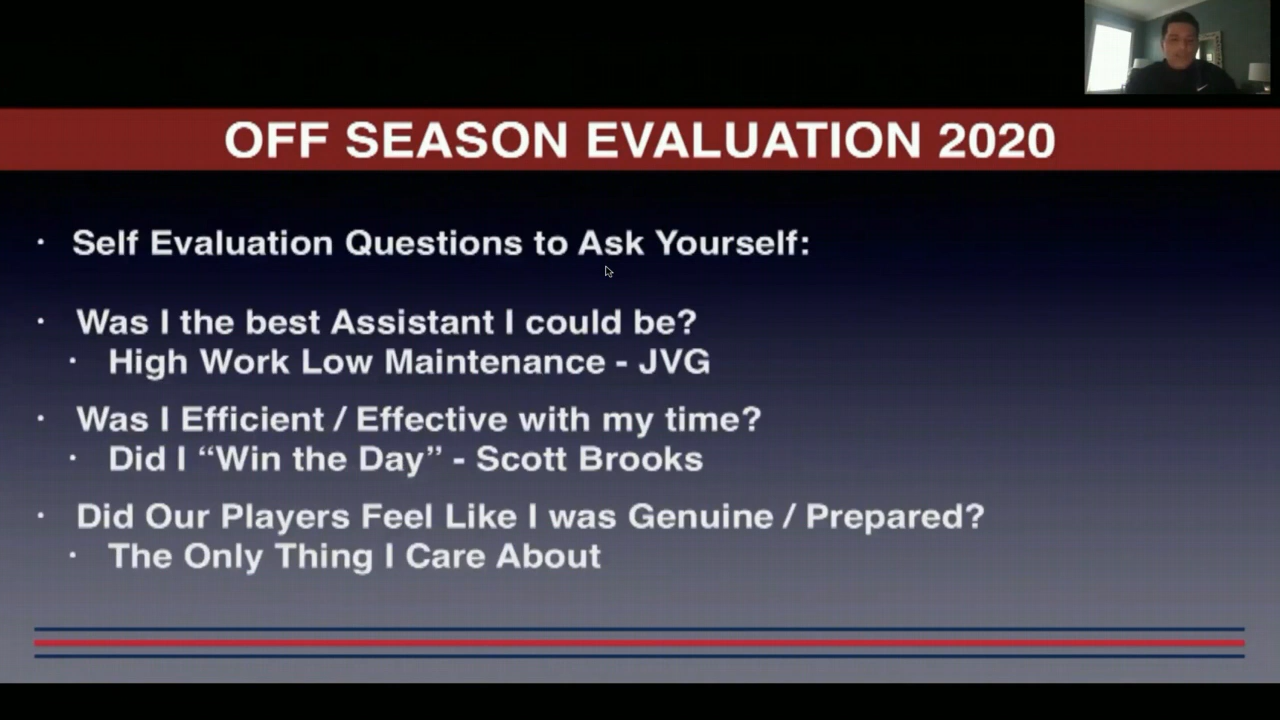 OFF SEASON EVALUATION 2020
· Self Evaluation Questions to Ask Yourself:
· Was I the best Assistant I could be?
· High Work Low Maintenance - JVG
· Was I Efficient / Effective with my time?
· Did I “Win the Day” - Scott Brooks
· Did Our Players Feel Like I was Genuine / Prepared?
· The Only Thing I Care About